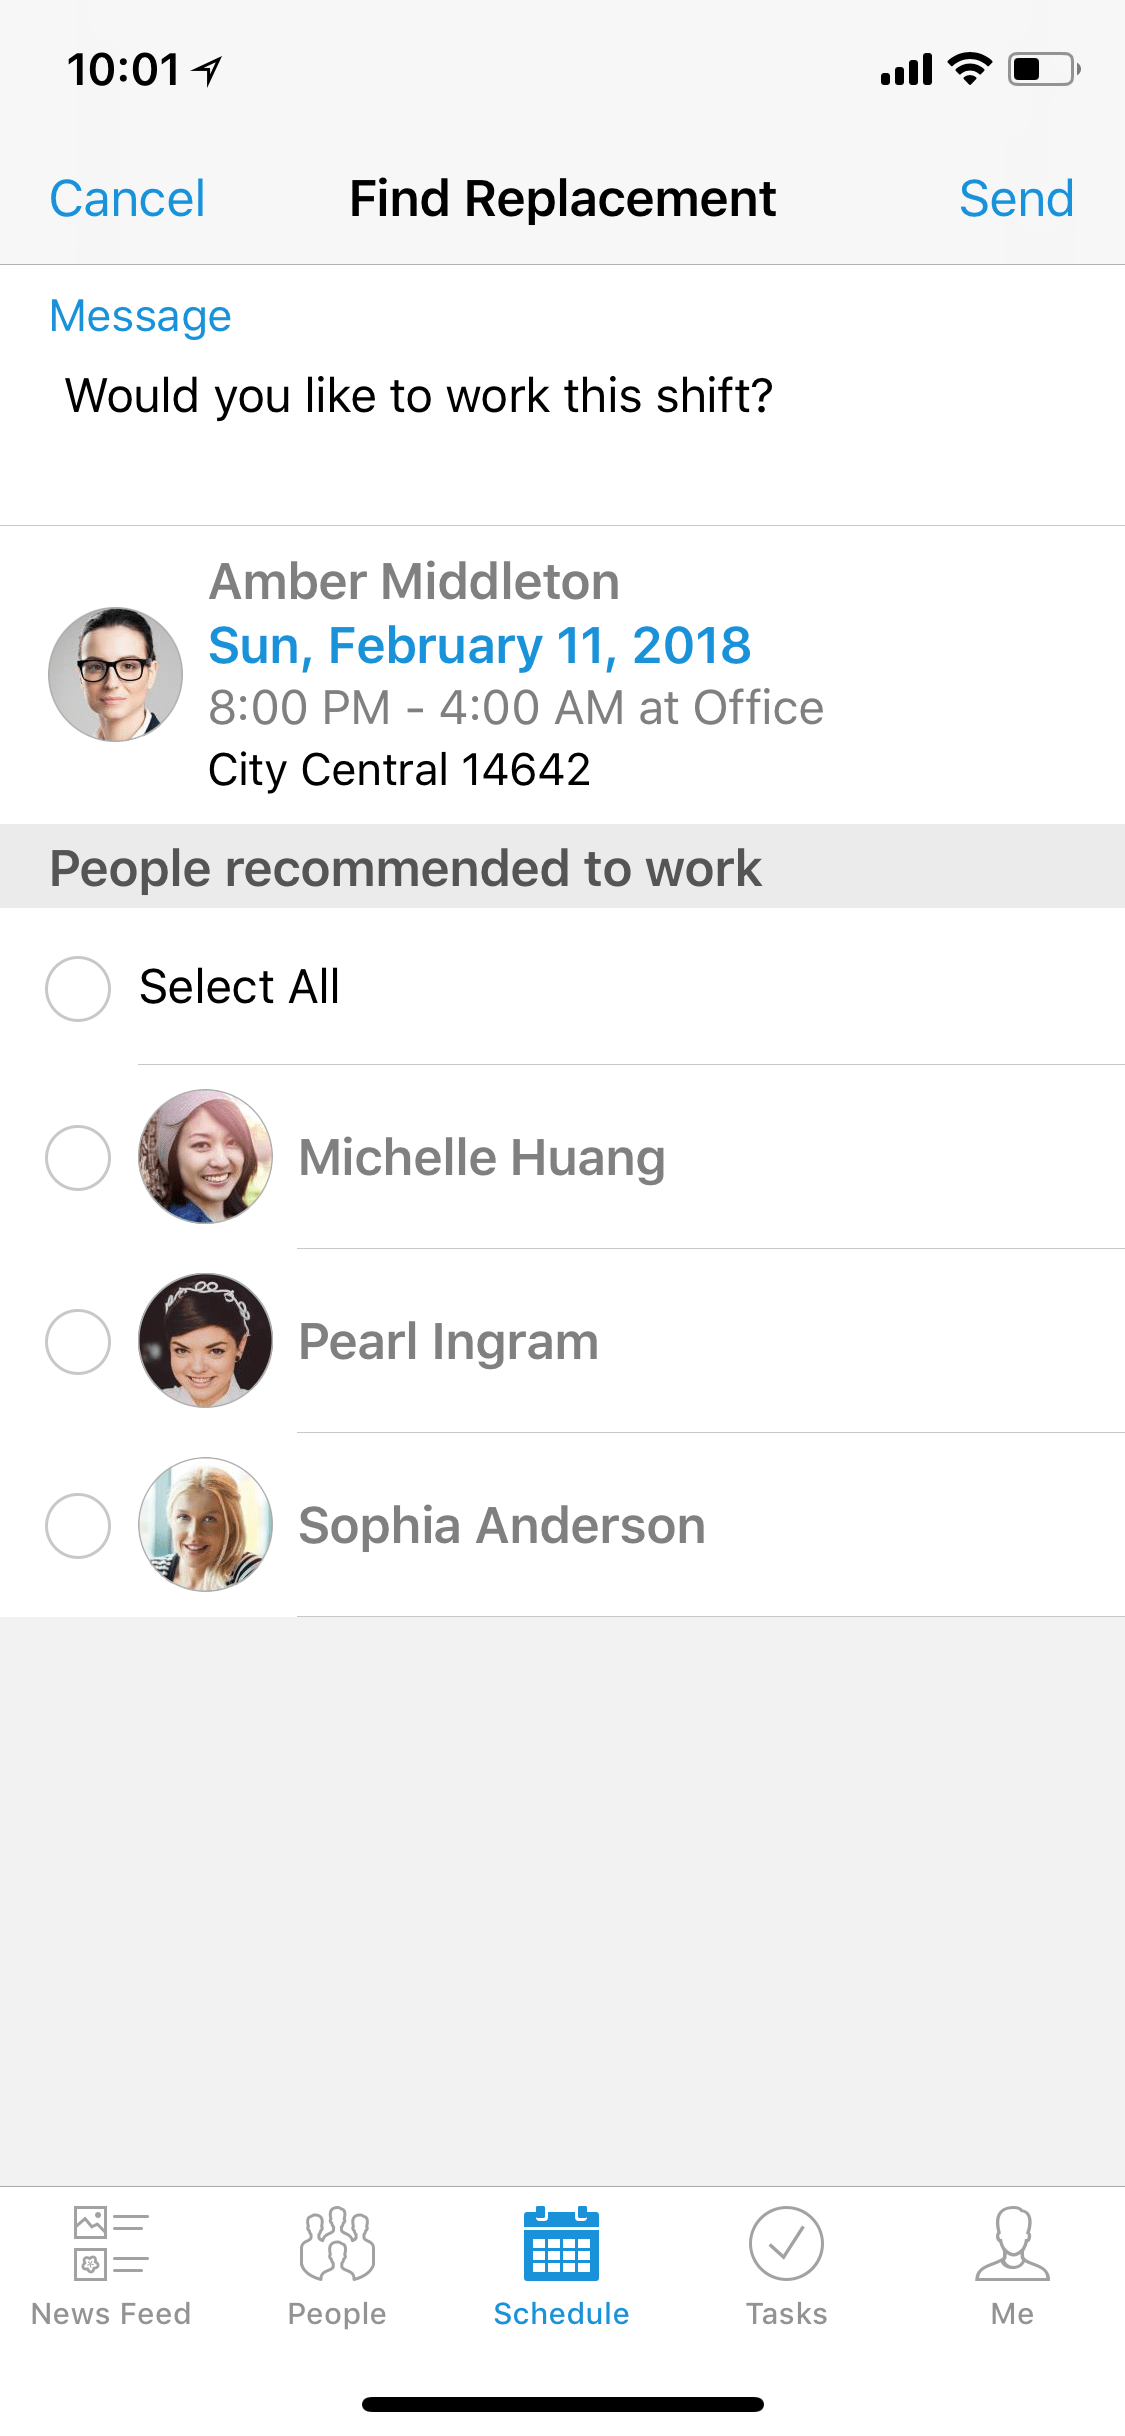 10:01
Cancel
Find Replacement
Send
Message
Would you like to work this shift?
Amber Middleton
Sun, February 11, 2018
8:00 PM - 4:00 AM at Office
City Central 14642
People recommended to work
Select All
Michelle Huang
Pearl Ingram
Sophia Anderson
News Feed
People
Schedule
Tasks
Me